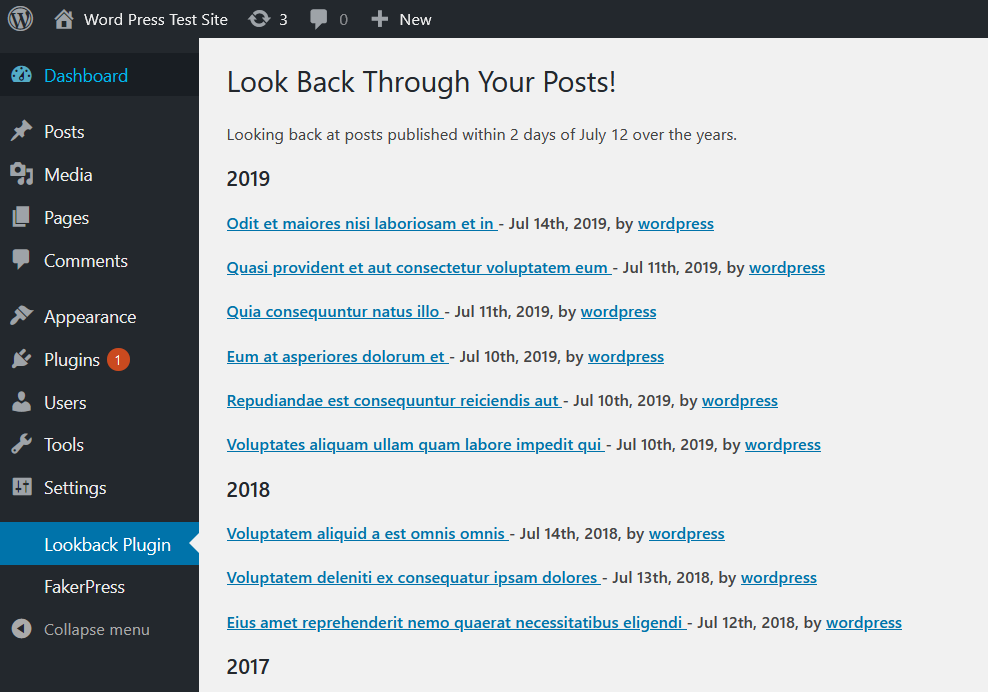 Word Press Test Site 3 0 New
Dashboard
Posts
Media
Pages
Comments
Appearance
Plugins 1
Users
Tools
Settings
Lookback Plugin
FakerPress
Collapse menu
Look Back Through Your Posts!
Looking back at posts published within 2 days of July 12 over the years.
2019
Odit et maiores nisi laboriosam et in - Jul 14th, 2019, by wordpress
Quasi provident et aut consectetur voluptatem eum - Jul 11th, 2019, by wordpress
Quia consequuntur natus illo - Jul 11th, 2019, by wordpress
Eum at asperiores dolorum et - Jul 10th, 2019, by wordpress
Repudiandae est consequuntur reiciendis aut - Jul 10th, 2019, by wordpress
Voluptates aliquam ullam quam labore impedit qui - Jul 10th, 2019, by wordpress
2018
Voluptatem aliquid a est omnis omnis - Jul 14th, 2018, by wordpress
Voluptatem deleniti ex consequatur ipsam dolores - Jul 13th, 2018, by wordpress
Eius amet reprehenderit nemo quaerat necessitatibus eligendi - Jul 12th, 2018, by wordpress
2017